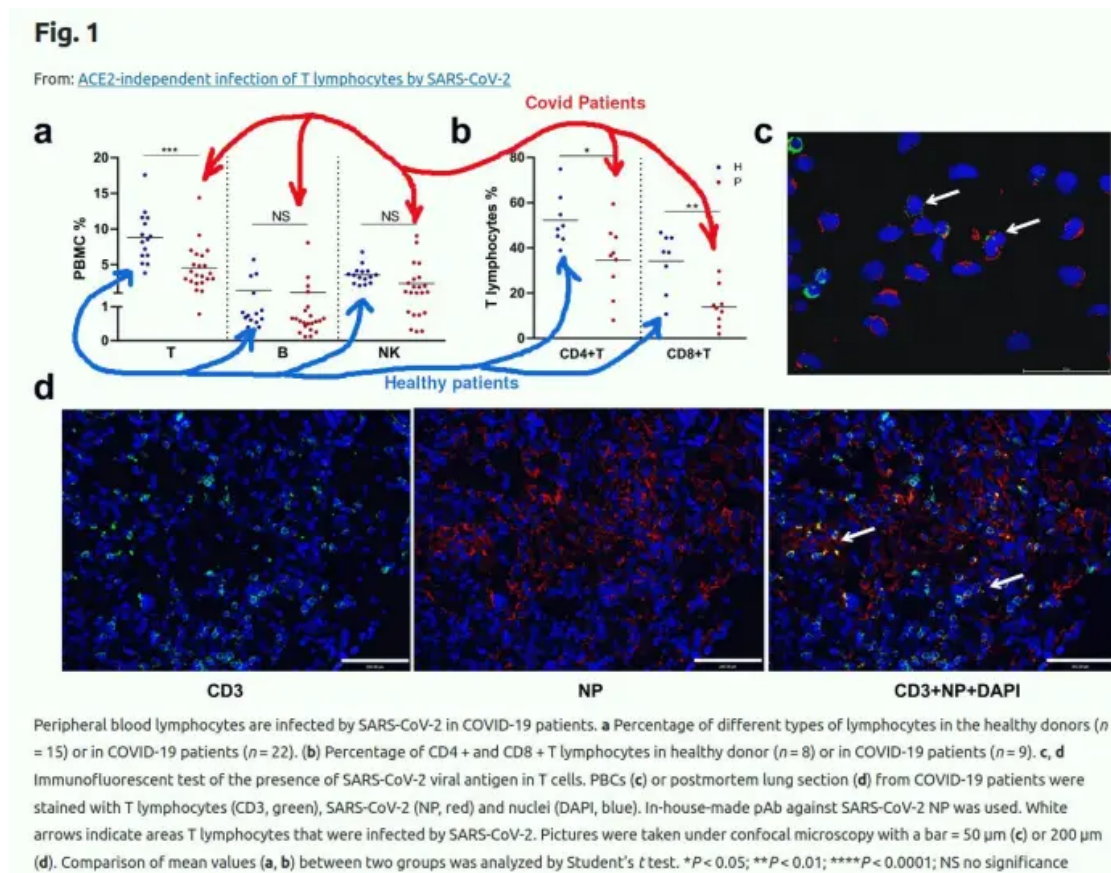 Fig. 1
From: ACE2-independent infection of T lymphocytes by SARS-CoV-2
Covid Patients
a
b
c
PBMC %
20
15
10
5
1
0
***
NS
NS
T
B
NK
T lymphocytes %
80
60
40
20
0
*
**
H
P
CD4+T
CD8+T
Healthy patients
d
CD3
NP
CD3+NP+DAPI
Peripheral blood lymphocytes are infected by SARS-CoV-2 in COVID-19 patients. a Percentage of different types of lymphocytes in the healthy donors (n
= 15) or in COVID-19 patients (n = 22). (b) Percentage of CD4 + and CD8 + T lymphocytes in healthy donor (n = 8) or in COVID-19 patients (n = 9). c, d
Immunofluorescent test of the presence of SARS-CoV-2 viral antigen in T cells. PBCs (c) or postmortem lung section (d) from COVID-19 patients were
stained with T lymphocytes (CD3, green), SARS-CoV-2 (NP, red) and nuclei (DAPI, blue). In-house-made pAb against SARS-CoV-2 NP was used. White
arrows indicate areas T lymphocytes that were infected by SARS-CoV-2. Pictures were taken under confocal microscopy with a bar = 50 μm (c) or 200 μm
(d). Comparison of mean values (a, b) between two groups was analyzed by Student's t test. *P < 0.05; **P < 0.01; ****P < 0.0001; NS no significance